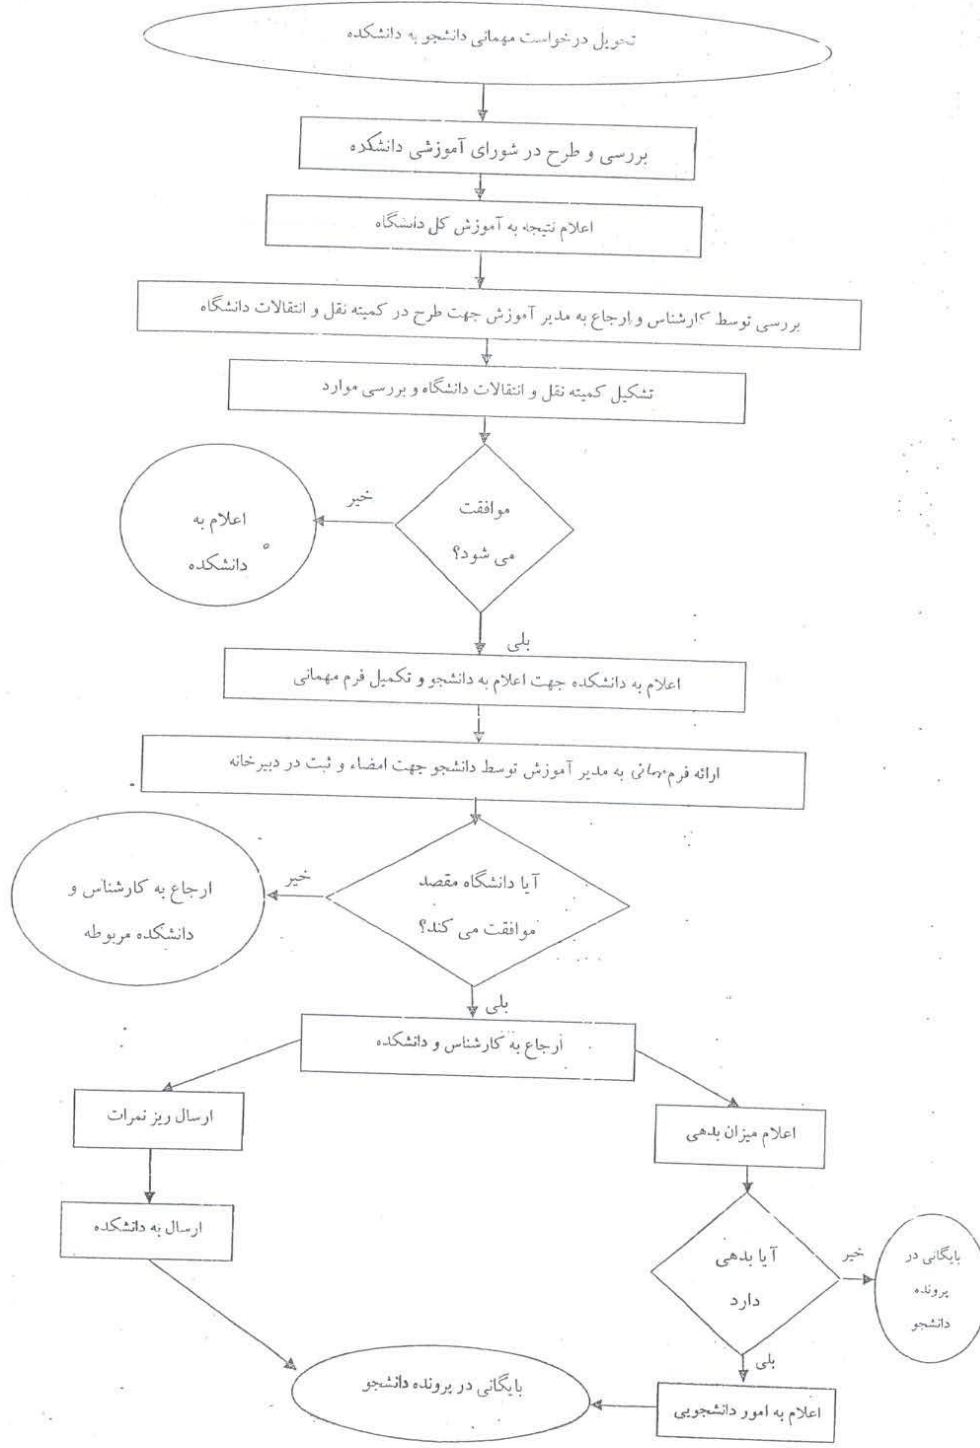 تحویل درخواست مهمانی دانشجو به دانشکده
بررسی و طرح در شورای آموزشی دانشکده
اعلام نتیجه به آموزش کل دانشگاه
بررسی توسط کارشناس و ارجاع به مدیر آموزش جهت طرح در کمیته نقل و انتقالات دانشگاه
تشکیل کمیته نقل و انتقالات دانشگاه و بررسی موارد
موافقت
می شود؟
خیر
اعلام به
دانشکده
بلی
اعلام به دانشکده جهت اعلام به دانشجو و تکمیل فرم مهمانی
ارائه فرم مهمانی به مدیر آموزش توسط دانشجو جهت امضاء و ثبت در دبیرخانه
آیا دانشگاه مقصد
موافقت می کند؟
خیر
ارجاع به کارشناس و
دانشکده مربوطه
بلی
ارجاع به کارشناس و دانشکده
اعلام میزان بدهی
ارسال ریز نمرات
ارسال به دانشکده
آیا بدهی
دارد
خیر
بایگانی در
پرونده
دانشجو
بلی
اعلام به امور دانشجویی
بایگانی در پرونده دانشجو